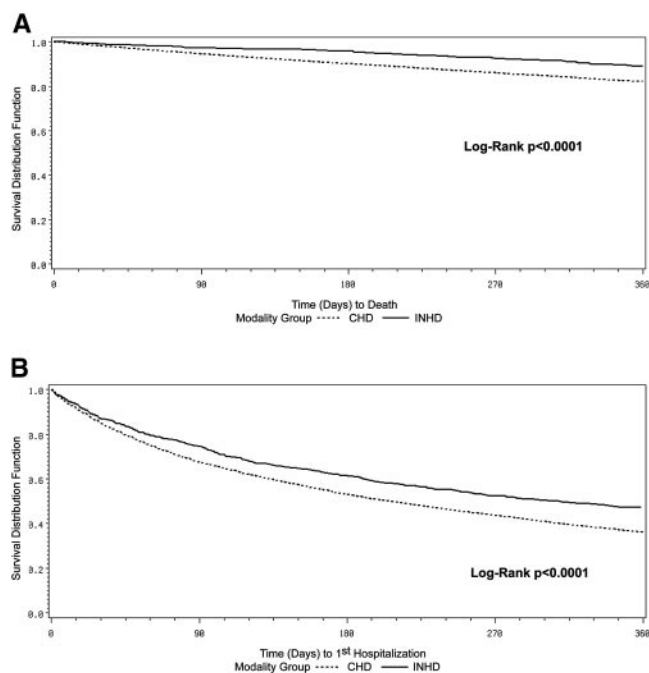 A
1.0
0.8
0.6
0.4
0.2
0.0
Survival Distribution Function
Log-Rank p<0.0001
0 90 180 270 360
Time (Days) to Death
Modality Group CHD INHD
B
1.0
0.8
0.6
0.4
0.2
0.0
Survival Distribution Function
Log-Rank p<0.0001
0 90 180 270 360
Time (Days) to 1st Hospitalization
Modality Group CHD INHD